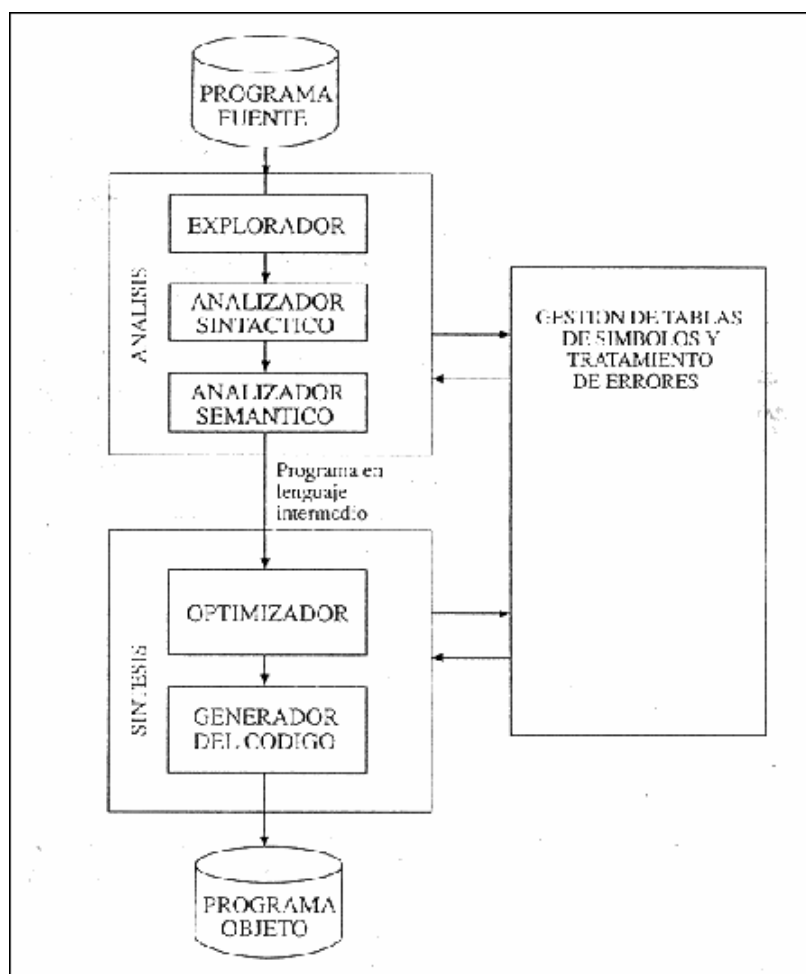 PROGRAMA
FUENTE
ANALISIS
EXPLORADOR
ANALIZADOR
SINTACTICO
ANALIZADOR
SEMANTICO
GESTION DE TABLAS
DE SIMBOLOS Y
TRATAMIENTO
DE ERRORES
Programa en
lenguaje
intermedio
SINTESIS
OPTIMIZADOR
GENERADOR
DEL CODIGO
PROGRAMA
OBJETO